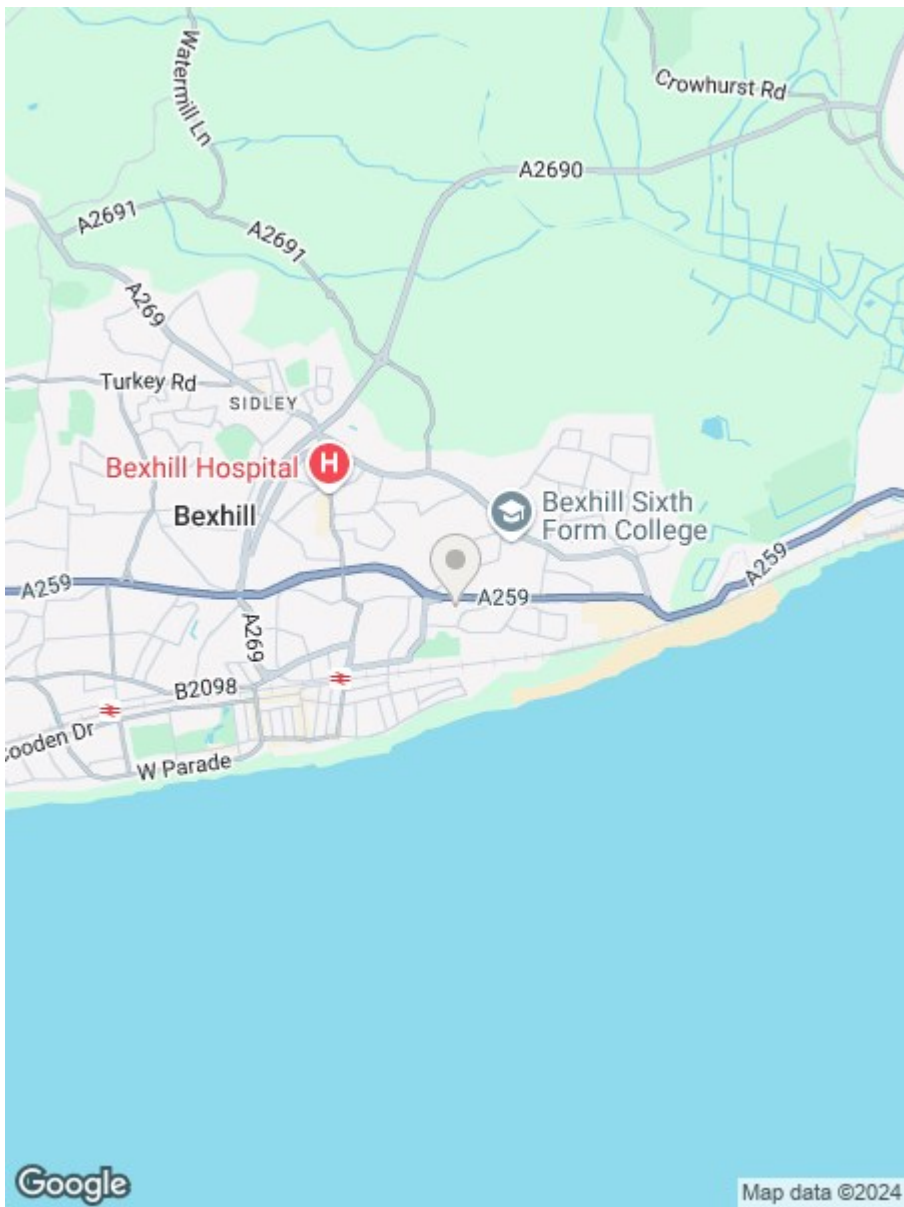 Watermill Ln
Crowhurst Rd
A2690
A2691
A2691
A269
Turkey Rd
SIDLEY
Bexhill Hospital
H
Bexhill
Bexhill Sixth
Form College
A259
A259
A259
A269
B2098
Cooden Dr
W Parade
Google
Map data ©2024